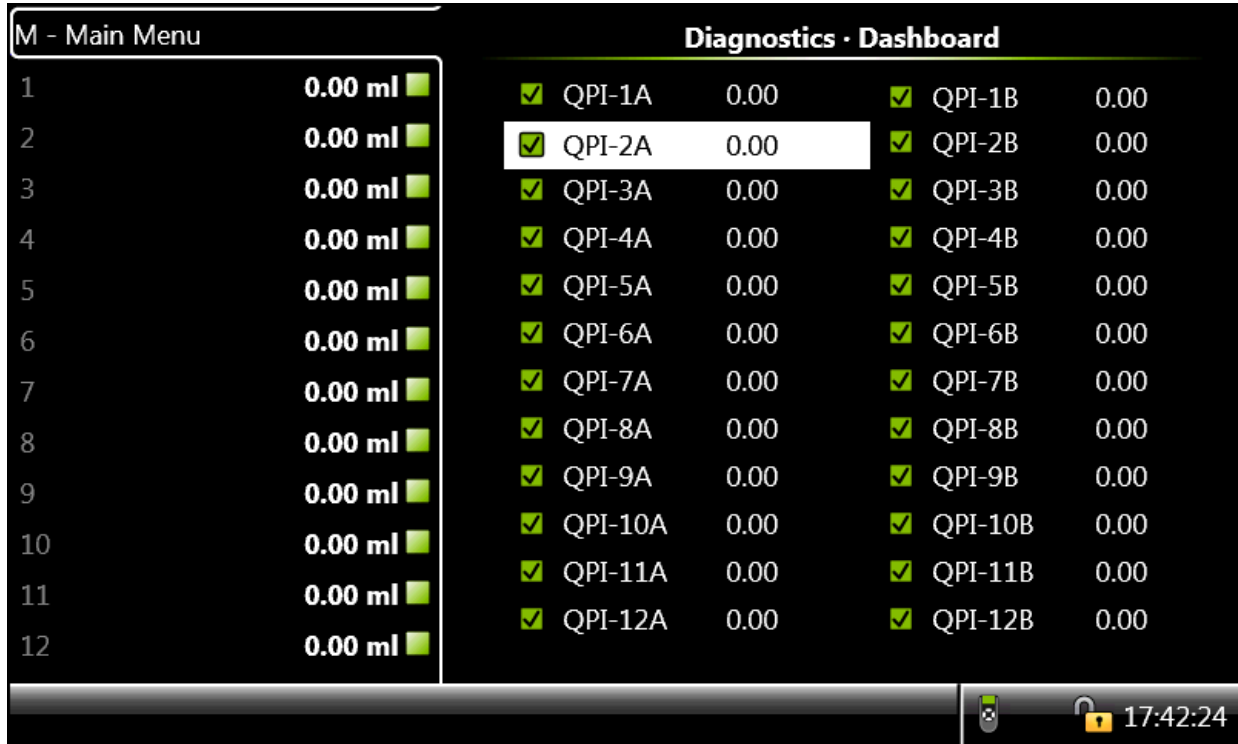 M - Main Menu
1 0.00 ml
2 0.00 ml
3 0.00 ml
4 0.00 ml
5 0.00 ml
6 0.00 ml
7 0.00 ml
8 0.00 ml
9 0.00 ml
10 0.00 ml
11 0.00 ml
12 0.00 ml
Diagnostics · Dashboard
QPI-1A 0.00 QPI-1B 0.00
QPI-2A 0.00 QPI-2B 0.00
QPI-3A 0.00 QPI-3B 0.00
QPI-4A 0.00 QPI-4B 0.00
QPI-5A 0.00 QPI-5B 0.00
QPI-6A 0.00 QPI-6B 0.00
QPI-7A 0.00 QPI-7B 0.00
QPI-8A 0.00 QPI-8B 0.00
QPI-9A 0.00 QPI-9B 0.00
QPI-10A 0.00 QPI-10B 0.00
QPI-11A 0.00 QPI-11B 0.00
QPI-12A 0.00 QPI-12B 0.00
17:42:24